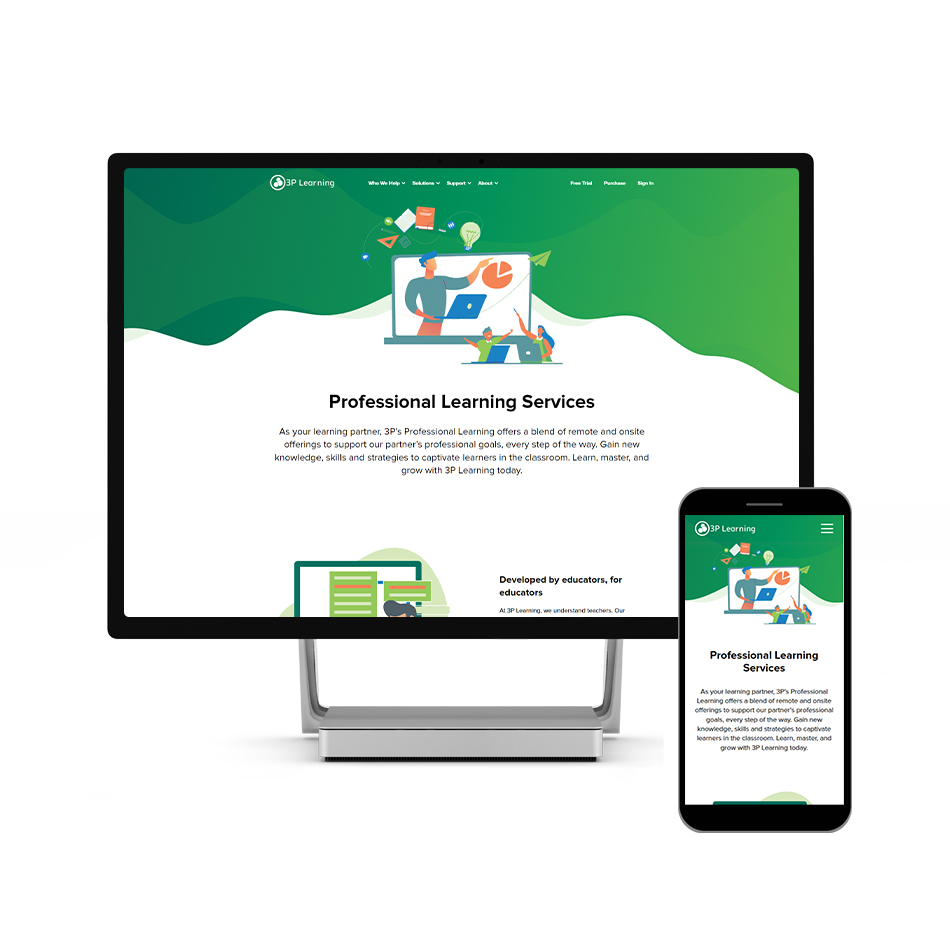 3P Learning
Who We Help Solutions Support About
Free Trial Purchase Sign In
Professional Learning Services
As your learning partner, 3P's Professional Learning offers a blend of remote and onsite
offerings to support our partner's professional goals, every step of the way. Gain new
knowledge, skills and strategies to captivate learners in the classroom. Learn, master, and
grow with 3P Learning today.
Developed by educators, for
educators
At 3P Learning, we understand teachers. Our
3P Learning
Professional Learning
Services
As your learning partner, 3P's Professional
Learning offers a blend of remote and onsite
offerings to support our partner's professional
goals, every step of the way. Gain new
knowledge, skills and strategies to captivate
learners in the classroom. Learn, master, and
grow with 3P Learning today.